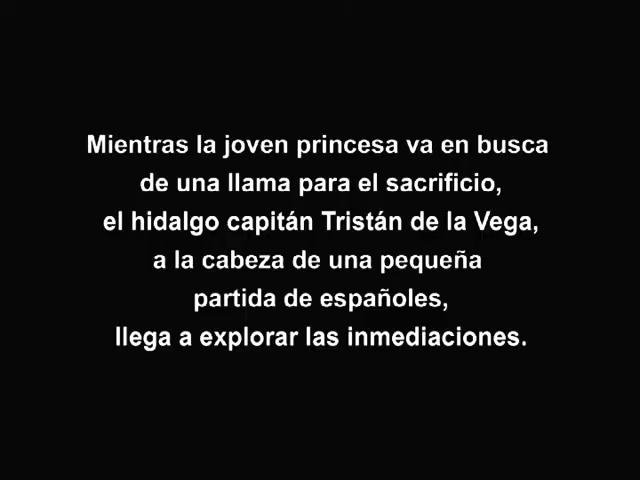 Mientras la joven princesa va en busca
de una llama para el sacrificio,
el hidalgo capitán Tristán de la Vega,
a la cabeza de una pequeña
partida de españoles,
llega a explorar las inmediaciones.